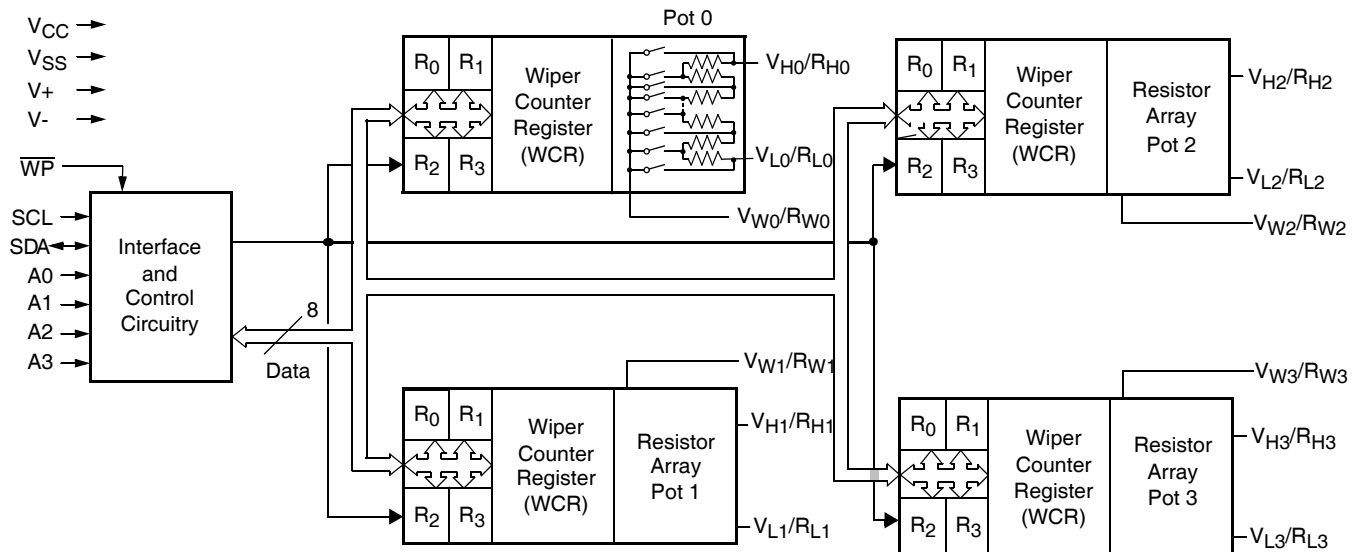 V_CC
V_SS
V+
V-
WP
SCL
SDA
A0
A1
A2
A3
Interface
and
Control
Circuitry
8
Data
Pot 0
R0 R1
R2 R3
Wiper
Counter
Register
(WCR)
VH0/RH0
VL0/RL0
VW0/RW0
R0 R1
R2 R3
Wiper
Counter
Register
(WCR)
Resistor
Array
Pot 2
VH2/RH2
VL2/RL2
VW2/RW2
VW1/RW1
R0 R1
R2 R3
Wiper
Counter
Register
(WCR)
Resistor
Array
Pot 1
VH1/RH1
VL1/RL1
VW3/RW3
R0 R1
R2 R3
Wiper
Counter
Register
(WCR)
Resistor
Array
Pot 3
VH3/RH3
VL3/RL3